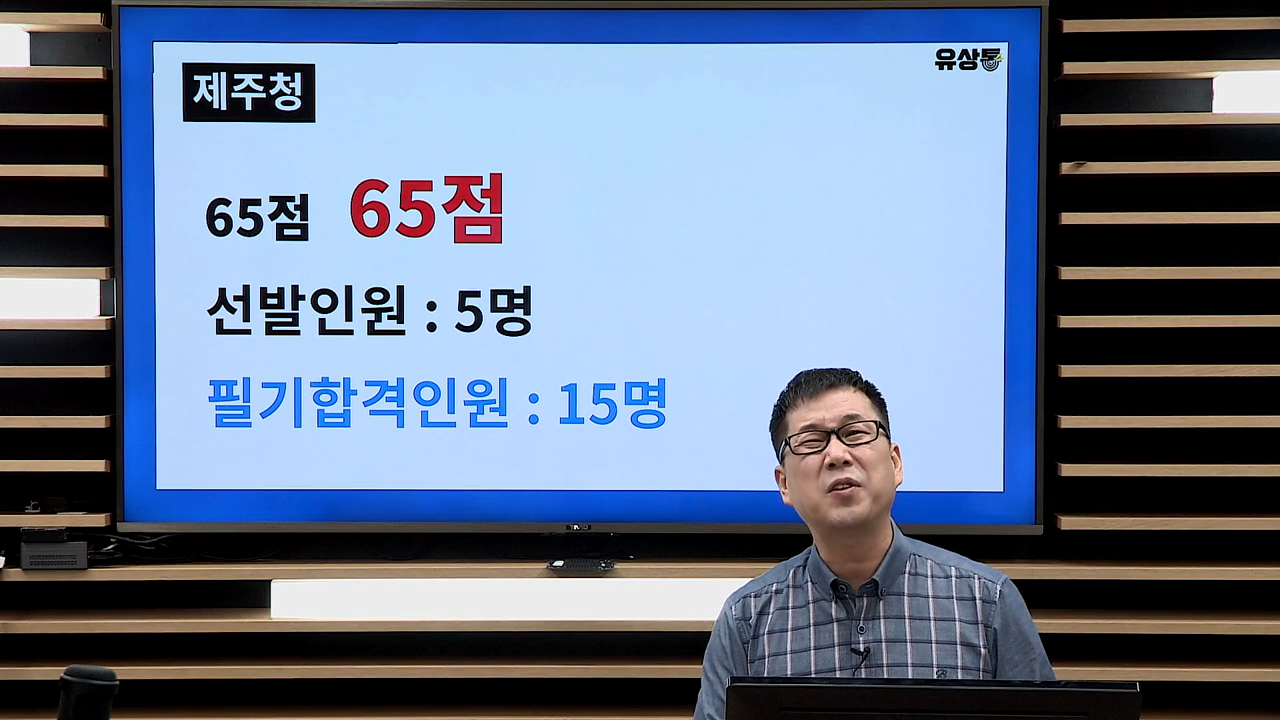 제주청
유상통
65점 65점
선발인원 : 5명
필기합격인원 : 15명